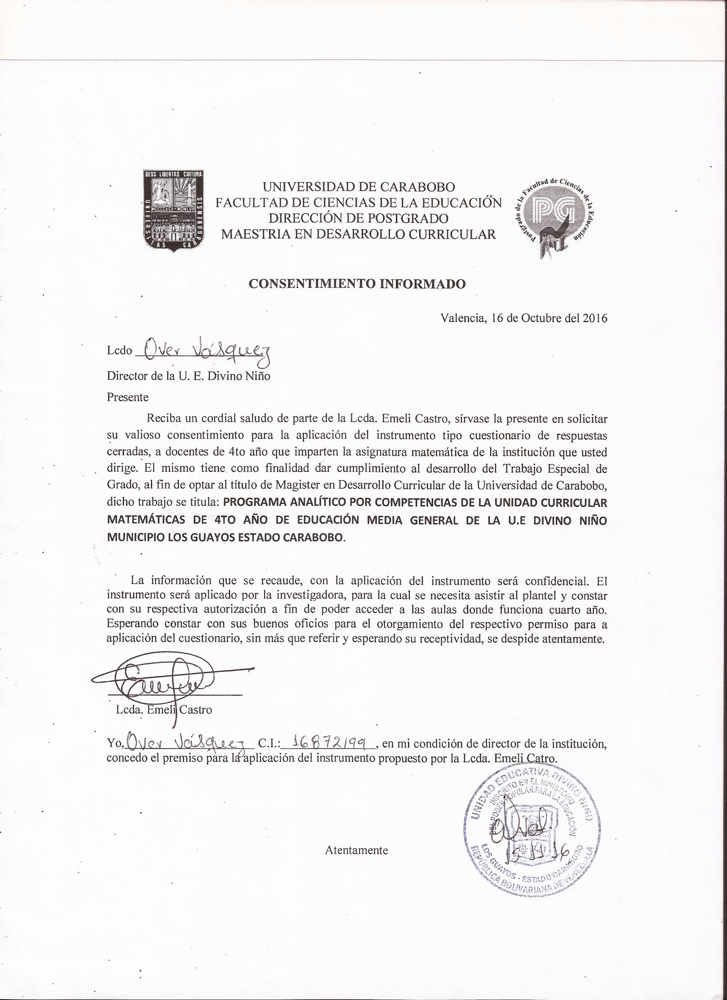 DEUS LIBERTAS CULTURA
UNIVERSITAS CARABOBENSIS
UNIVERSIDAD DE CARABOBO
FACULTAD DE CIENCIAS DE LA EDUCACIÓN
DIRECCIÓN DE POSTGRADO
MAESTRIA EN DESARROLLO CURRICULAR
Postgrado de la Facultad de Ciencias de la Educación
PG
CONSENTIMIENTO INFORMADO
Valencia, 16 de Octubre del 2016
Lcdo Over Vásquez
Director de la U. E. Divino Niño
Presente
Reciba un cordial saludo de parte de la Lcda. Emeli Castro, sírvase la presente en solicitar
su valioso consentimiento para la aplicación del instrumento tipo cuestionario de respuestas
cerradas, a docentes de 4to año que imparten la asignatura matemática de la institución que usted
dirige. El mismo tiene como finalidad dar cumplimiento al desarrollo del Trabajo Especial de
Grado, al fin de optar al título de Magister en Desarrollo Curricular de la Universidad de Carabobo,
dicho trabajo se titula: PROGRAMA ANALÍTICO POR COMPETENCIAS DE LA UNIDAD CURRICULAR
MATEMÁTICAS DE 4TO AÑO DE EDUCACIÓN MEDIA GENERAL DE LA U.E DIVINO NIÑO
MUNICIPIO LOS GUAYOS ESTADO CARABOBO.
La información que se recaude, con la aplicación del instrumento será confidencial. El
instrumento será aplicado por la investigadora, para la cual se necesita asistir al plantel y constar
con su respectiva autorización a fin de poder acceder a las aulas donde funciona cuarto año.
Esperando constar con sus buenos oficios para el otorgamiento del respectivo permiso para a
aplicación del cuestionario, sin más que referir y esperando su receptividad, se despide atentamente.
Lcda. Emeli Castro
Yo, Over Vásquez C.I.: 16872199, en mi condición de director de la institución,
concedo el premiso para la aplicación del instrumento propuesto por la Lcda. Emeli Catro.
UNIDAD EDUCATIVA DIVINO NIÑO
INSCRITO EN EL MINISTERIO
DEL PODER POPULAR PARA LA EDUCACIÓN
15 11 16
LOS GUAYOS - ESTADO CARABOBO
REPÚBLICA BOLIVARIANA DE VENEZUELA
Atentamente